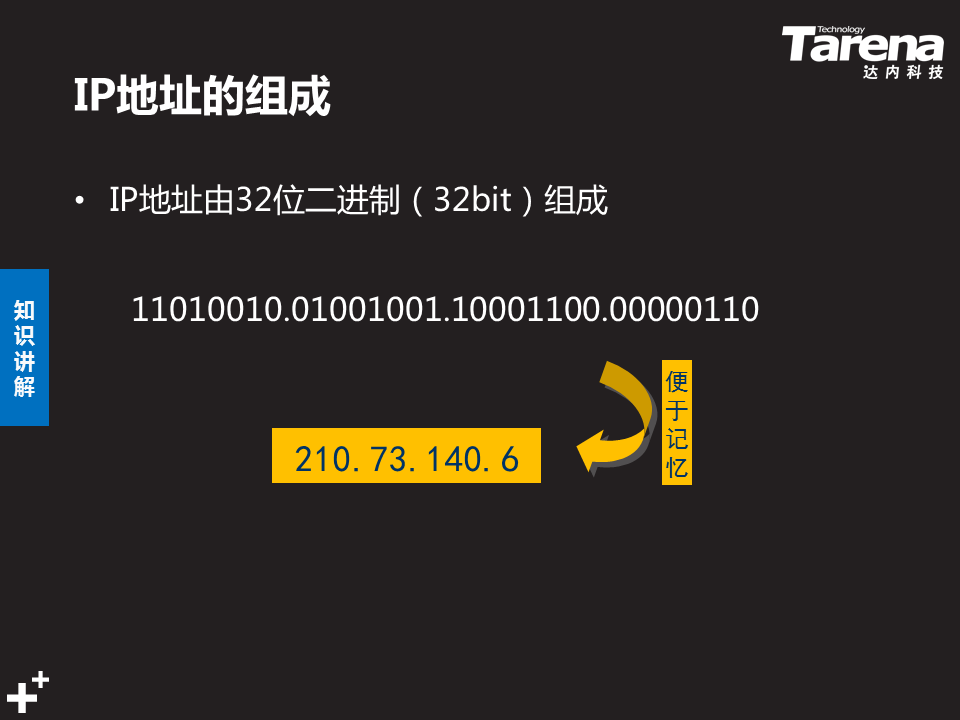 Technology
Tarena
达内科技
IP地址的组成
• IP地址由32位二进制（32bit）组成
11010010.01001001.10001100.00000110
知识讲解
便于记忆
210.73.140.6